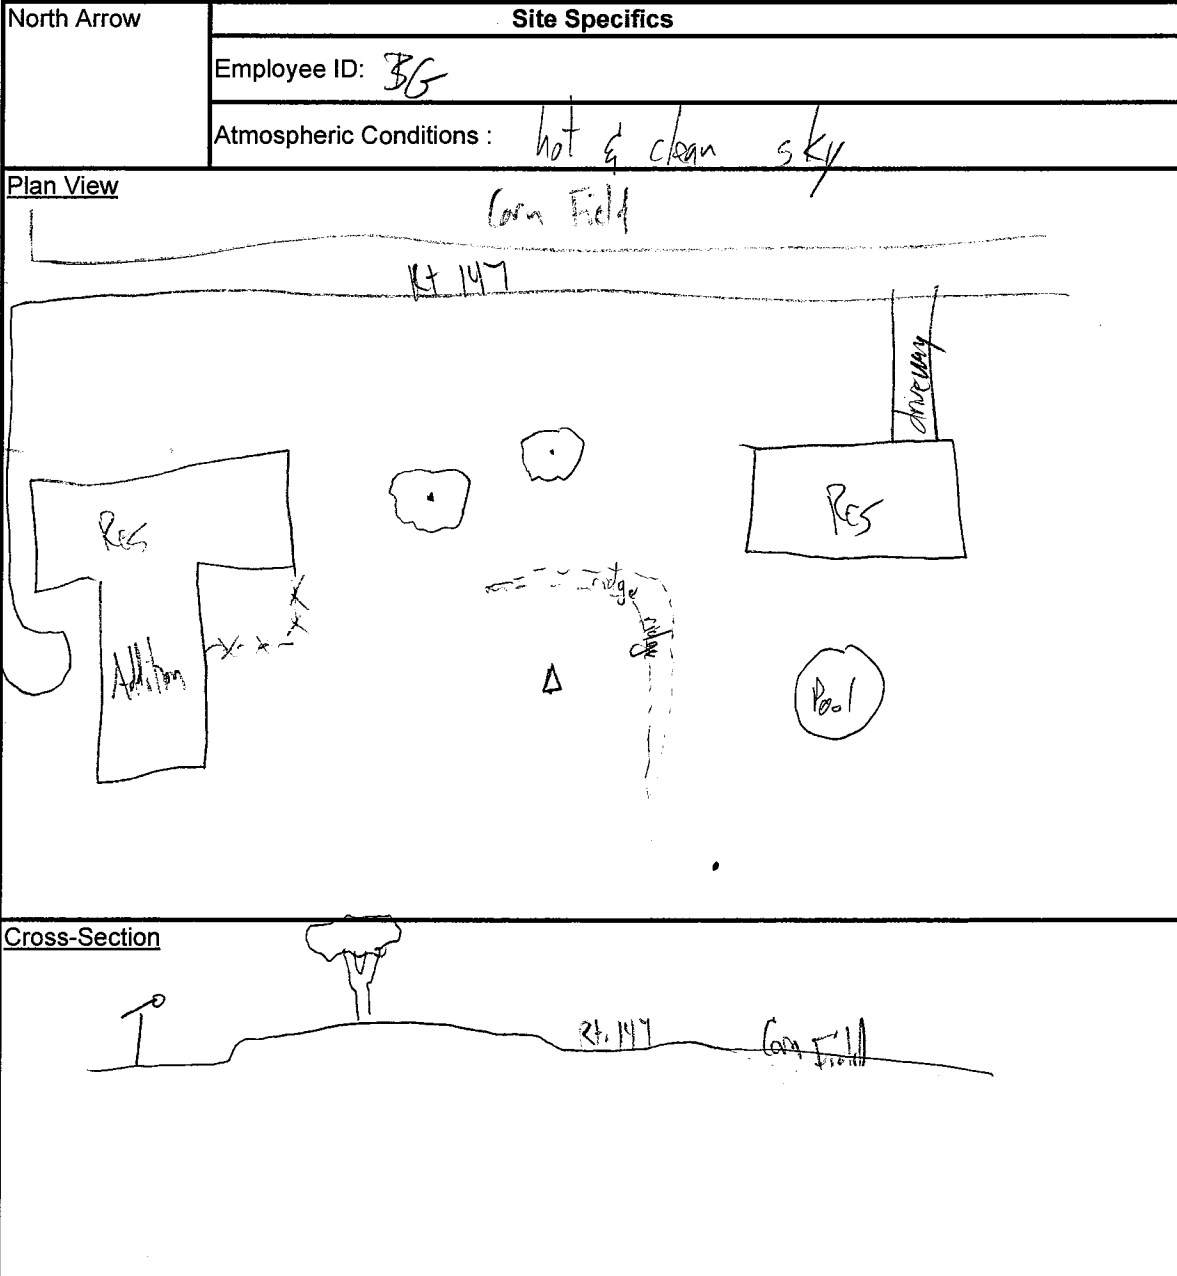 North Arrow
Site Specifics
Employee ID: BG
Atmospheric Conditions : hot & clean sky
Plan View
Corn Field
Rt 147
driveway
Res
Res
ridge
Addition
Pool
Cross-Section
Rt. 147
Corn Field